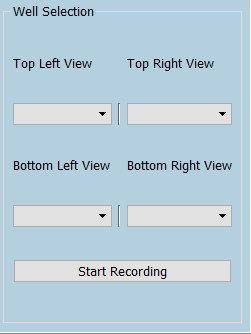 Well Selection
Top Left View Top Right View
Bottom Left View Bottom Right View
Start Recording